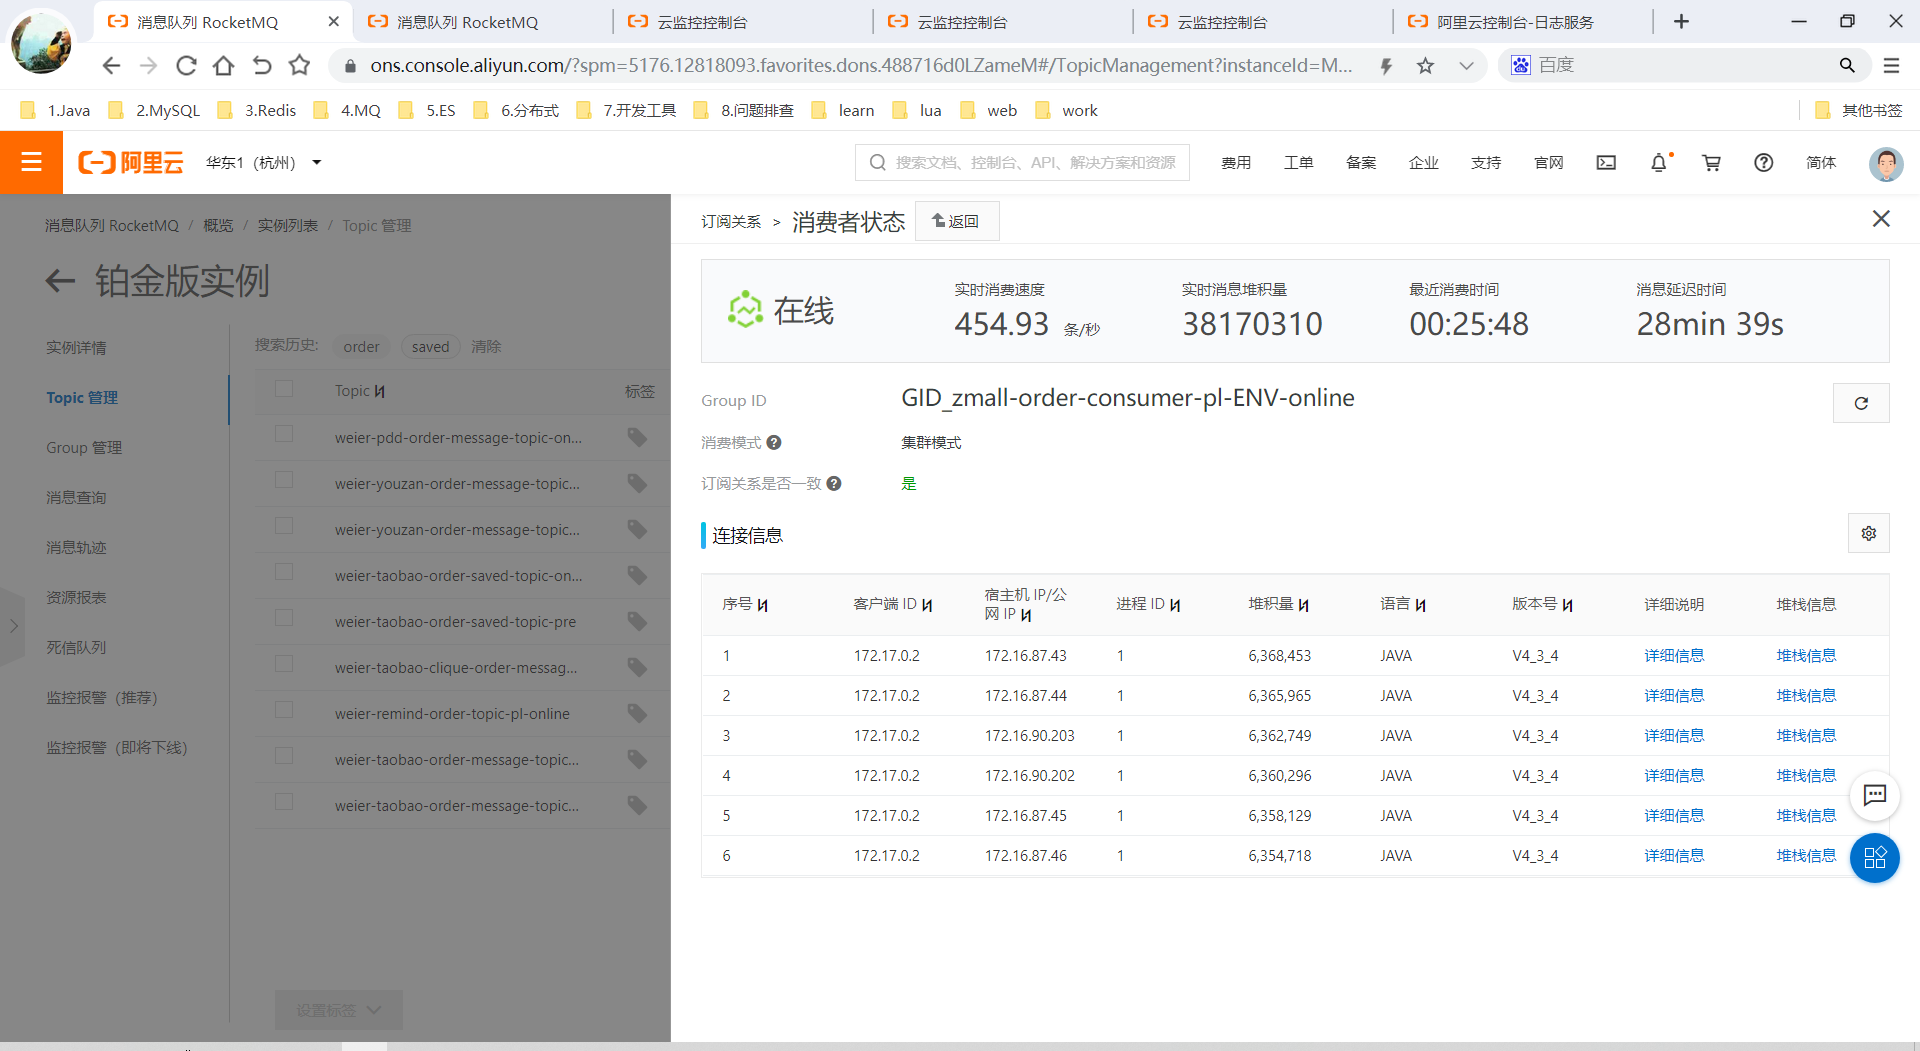 消息队列 RocketMQ
消息队列 RocketMQ
云监控控制台
云监控控制台
云监控控制台
阿里云控制台-日志服务
ons.console.aliyun.com/?spm=5176.12818093.favorites.dons.488716d0LZameM#/TopicManagement?instanceId=M...
百度
1.Java
2.MySQL
3.Redis
4.MQ
5.ES
6.分布式
7.开发工具
8.问题排查
learn
lua
web
work
其他书签
阿里云
华东1（杭州）
搜索文档、控制台、API、解决方案和资源
费用
工单
备案
企业
支持
官网
简体
消息队列 RocketMQ / 概览 / 实例列表 / Topic 管理
铂金版实例
实例详情
Topic 管理
Group 管理
消息查询
消息轨迹
资源报表
死信队列
监控报警（推荐）
监控报警（即将下线）
搜索历史: order saved 清除
Topic 标签
weier-pdd-order-message-topic-on...
weier-youzan-order-message-topic...
weier-youzan-order-message-topic...
weier-taobao-order-saved-topic-on...
weier-taobao-order-saved-topic-pre
weier-taobao-clique-order-messag...
weier-remind-order-topic-pl-online
weier-taobao-order-message-topic...
weier-taobao-order-message-topic...
设置标签
订阅关系 > 消费者状态 返回
在线
实时消费速度
454.93 条/秒
实时消息堆积量
38170310
最近消费时间
00:25:48
消息延迟时间
28min 39s
Group ID GID_zmall-order-consumer-pl-ENV-online
消费模式 集群模式
订阅关系是否一致 是
连接信息
序号 客户端 ID 宿主机 IP/公网 IP 进程 ID 堆积量 语言 版本号 详细说明 堆栈信息
1 172.17.0.2 172.16.87.43 1 6,368,453 JAVA V4_3_4 详细信息 堆栈信息
2 172.17.0.2 172.16.87.44 1 6,365,965 JAVA V4_3_4 详细信息 堆栈信息
3 172.17.0.2 172.16.90.203 1 6,362,749 JAVA V4_3_4 详细信息 堆栈信息
4 172.17.0.2 172.16.90.202 1 6,360,296 JAVA V4_3_4 详细信息 堆栈信息
5 172.17.0.2 172.16.87.45 1 6,358,129 JAVA V4_3_4 详细信息 堆栈信息
6 172.17.0.2 172.16.87.46 1 6,354,718 JAVA V4_3_4 详细信息 堆栈信息